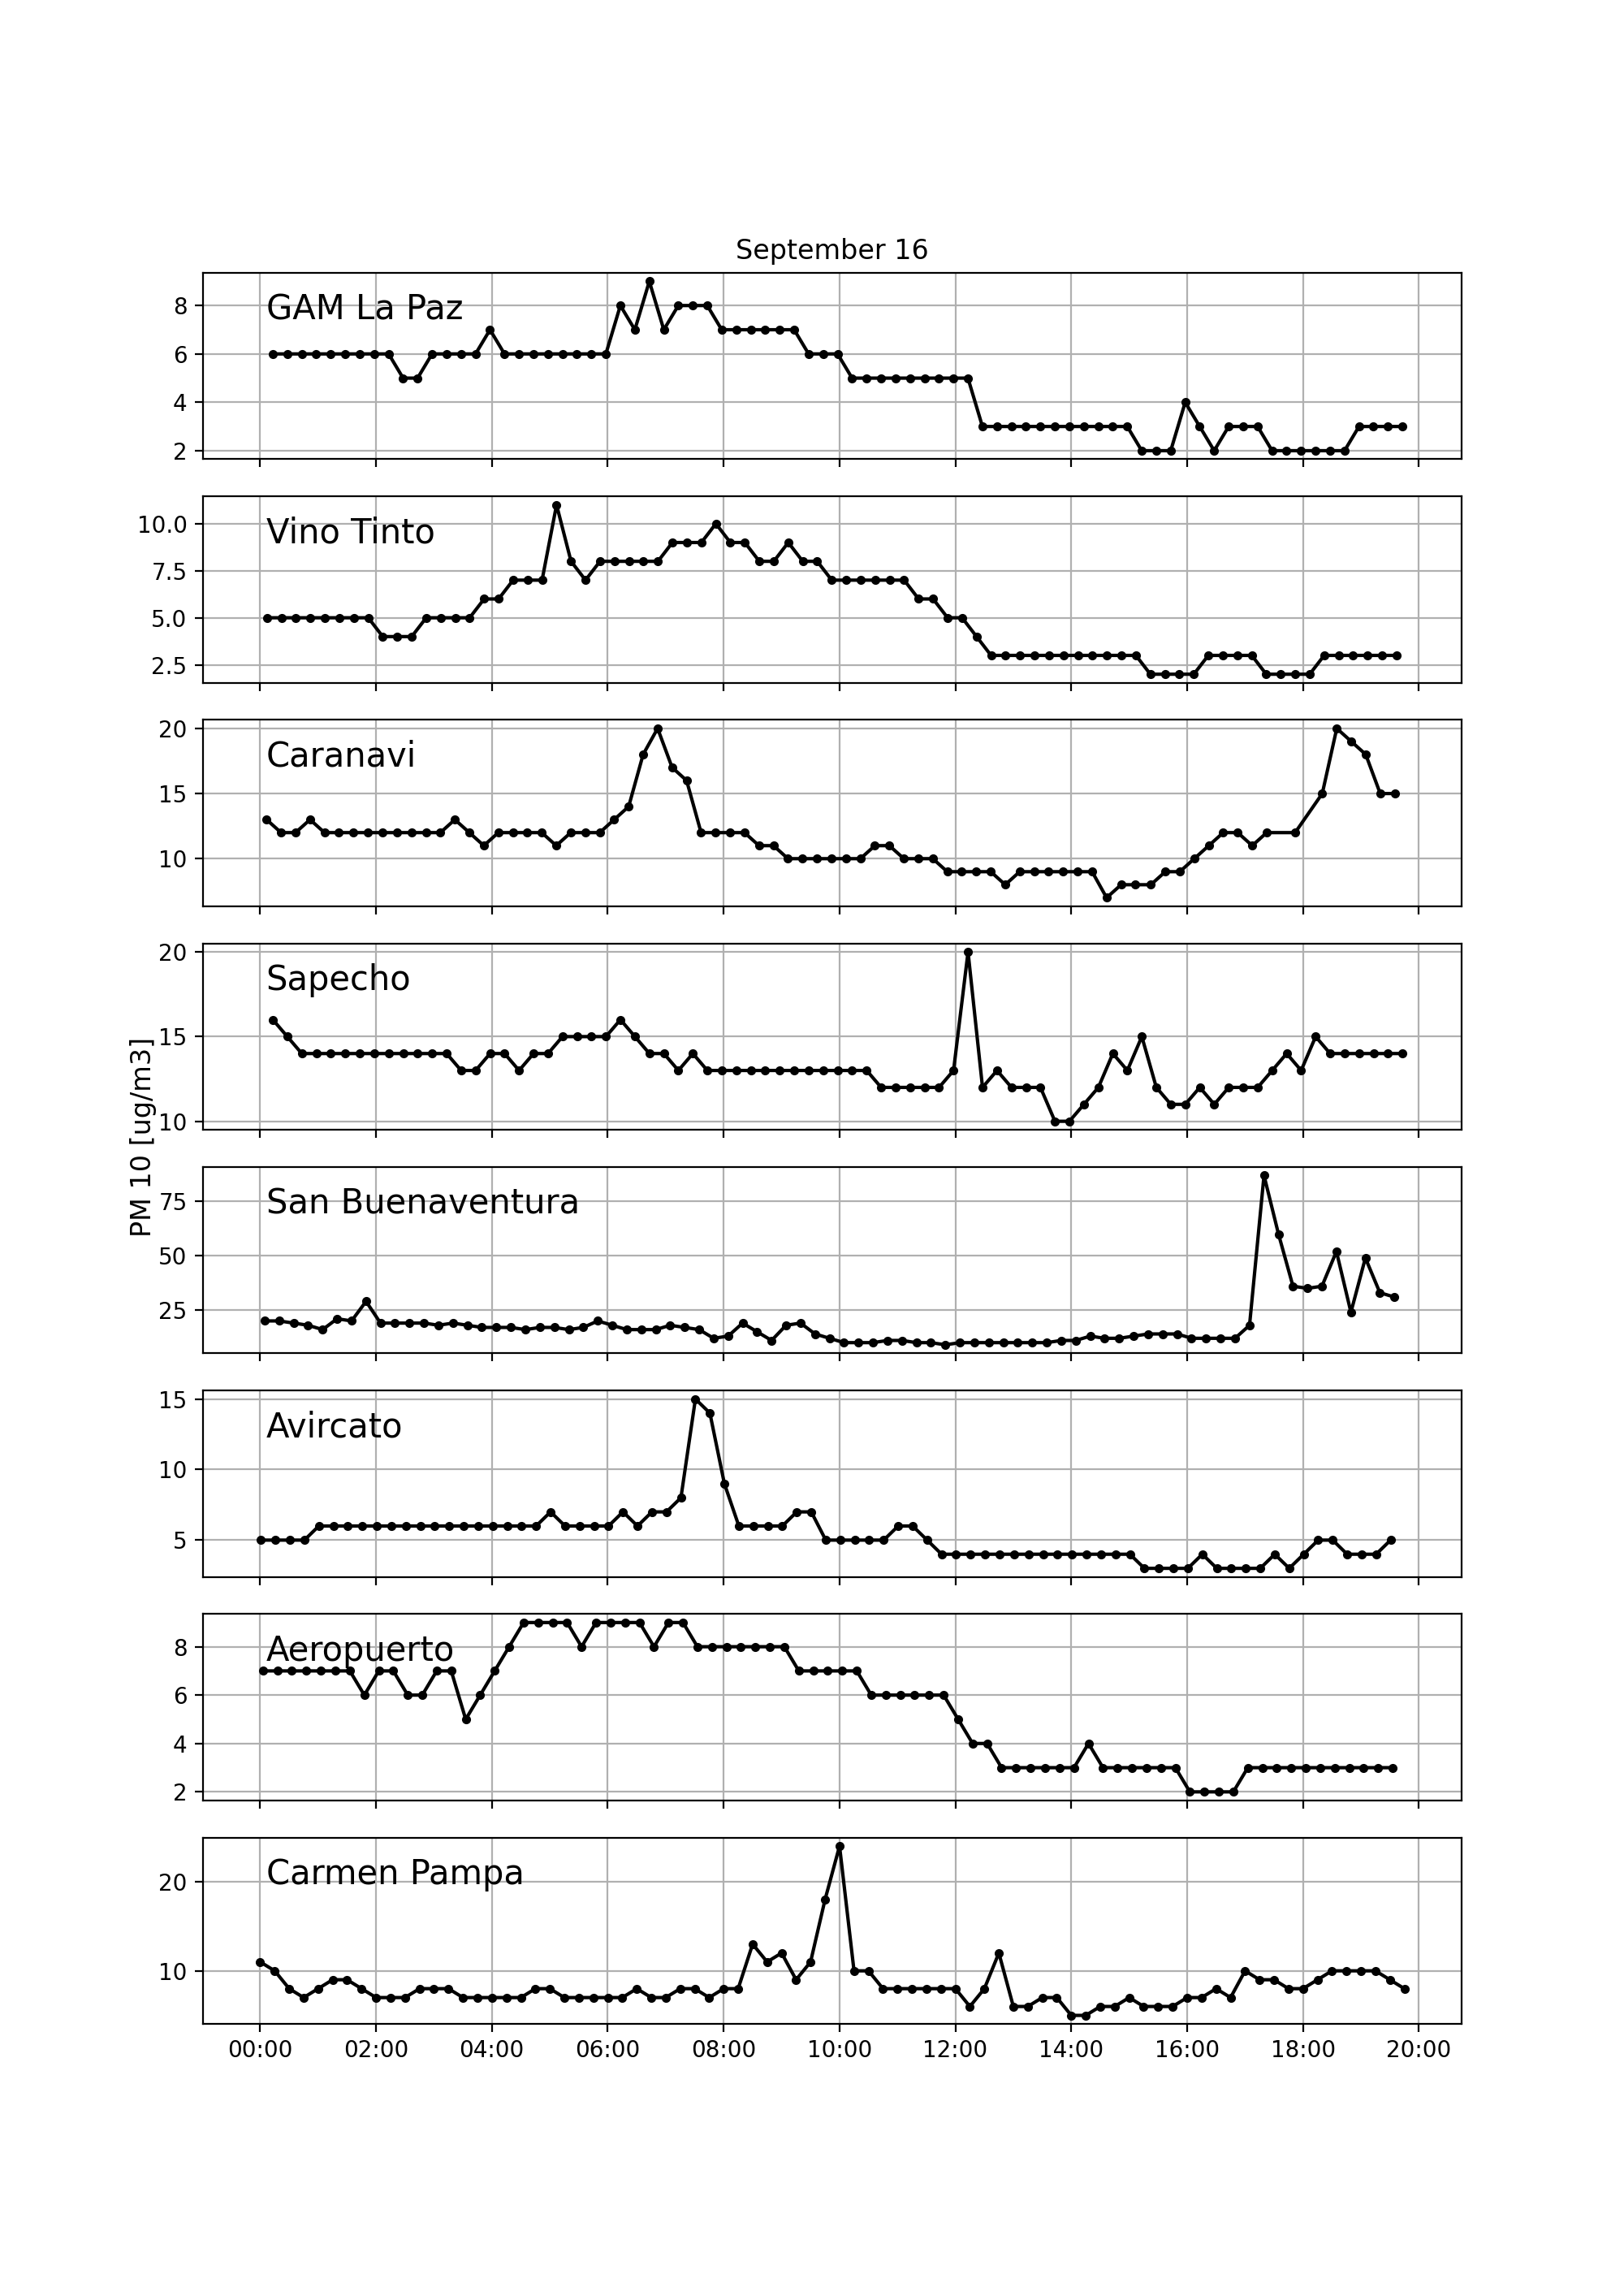 September 16
GAM La Paz
8
6
4
2
Vino Tinto
10.0
7.5
5.0
2.5
Caranavi
20
15
10
Sapecho
20
15
10
PM 10 [ug/m3]
San Buenaventura
75
50
25
Avircato
15
10
5
Aeropuerto
8
6
4
2
Carmen Pampa
20
10
00:00 02:00 04:00 06:00 08:00 10:00 12:00 14:00 16:00 18:00 20:00